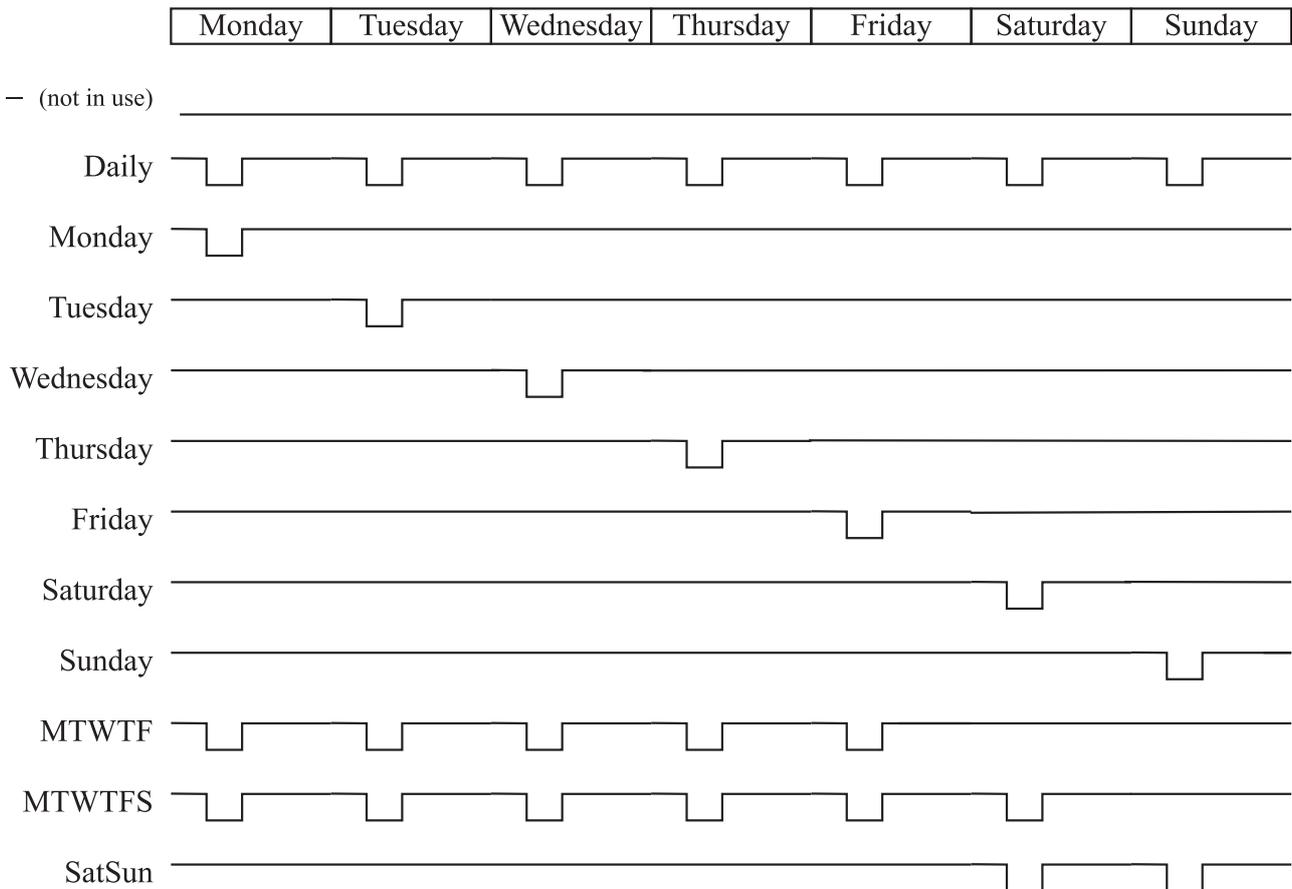 Monday Tuesday Wednesday Thursday Friday Saturday Sunday
– (not in use)
Daily
Monday
Tuesday
Wednesday
Thursday
Friday
Saturday
Sunday
MTWTF
MTWTFS
SatSun